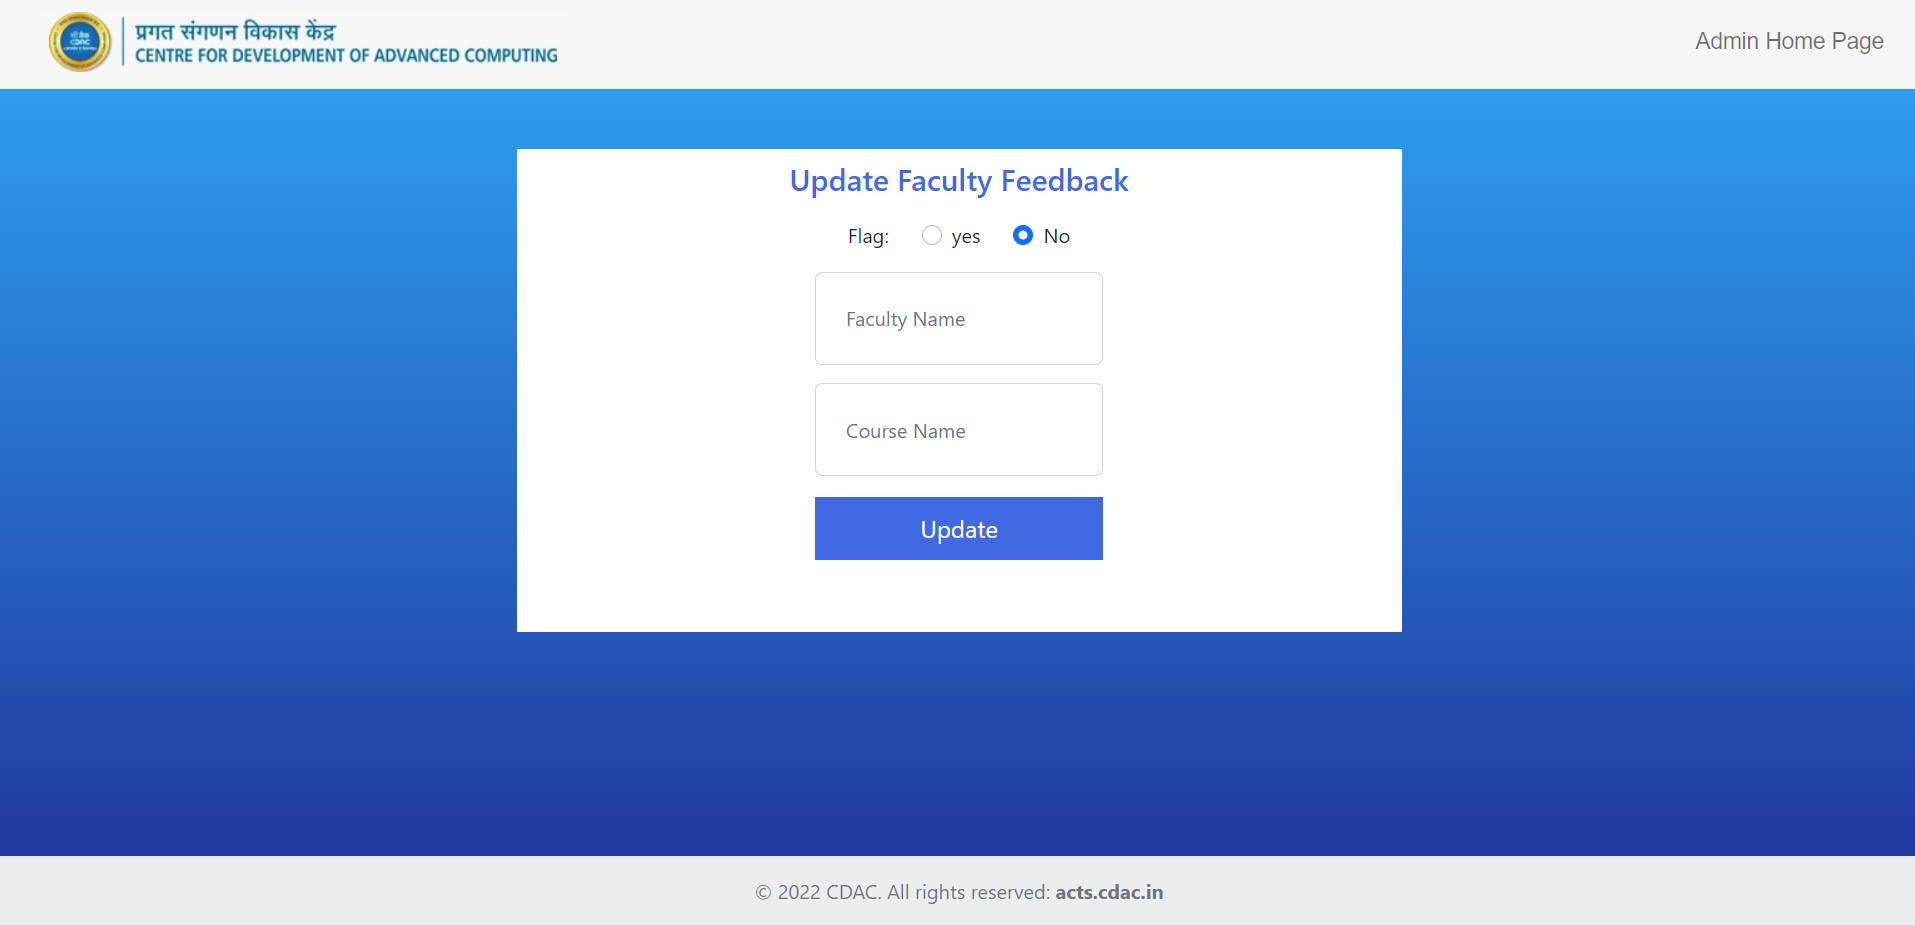 प्रगत संगणन विकास केंद्र
CENTRE FOR DEVELOPMENT OF ADVANCED COMPUTING
Admin Home Page
Update Faculty Feedback
Flag: yes No
Faculty Name
Course Name
Update
© 2022 CDAC. All rights reserved: acts.cdac.in